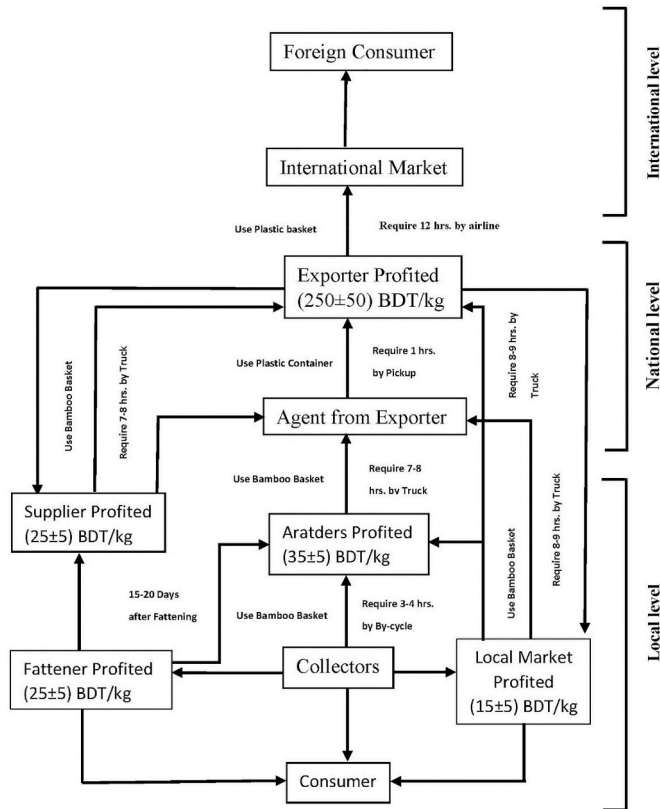 Foreign Consumer
International Market
International level
Use Plastic basket
Require 12 hrs. by airline
Exporter Profited
(250±50) BDT/kg
National level
Use Plastic Container
Require 1 hrs.
by Pickup
Use Bamboo Basket
Require 7-8 hrs. by Truck
Require 8-9 hrs. by
Truck
Agent from Exporter
Use Bamboo Basket
Require 7-8
hrs. by Truck
Supplier Profited
(25±5) BDT/kg
Aratders Profited
(35±5) BDT/kg
Use Bamboo Basket
Require 8-9 hrs. by Truck
Local level
15-20 Days
after Fattening
Use Bamboo Basket
Require 3-4 hrs.
by By-cycle
Fattener Profited
(25±5) BDT/kg
Collectors
Local Market
Profited
(15±5) BDT/kg
Consumer